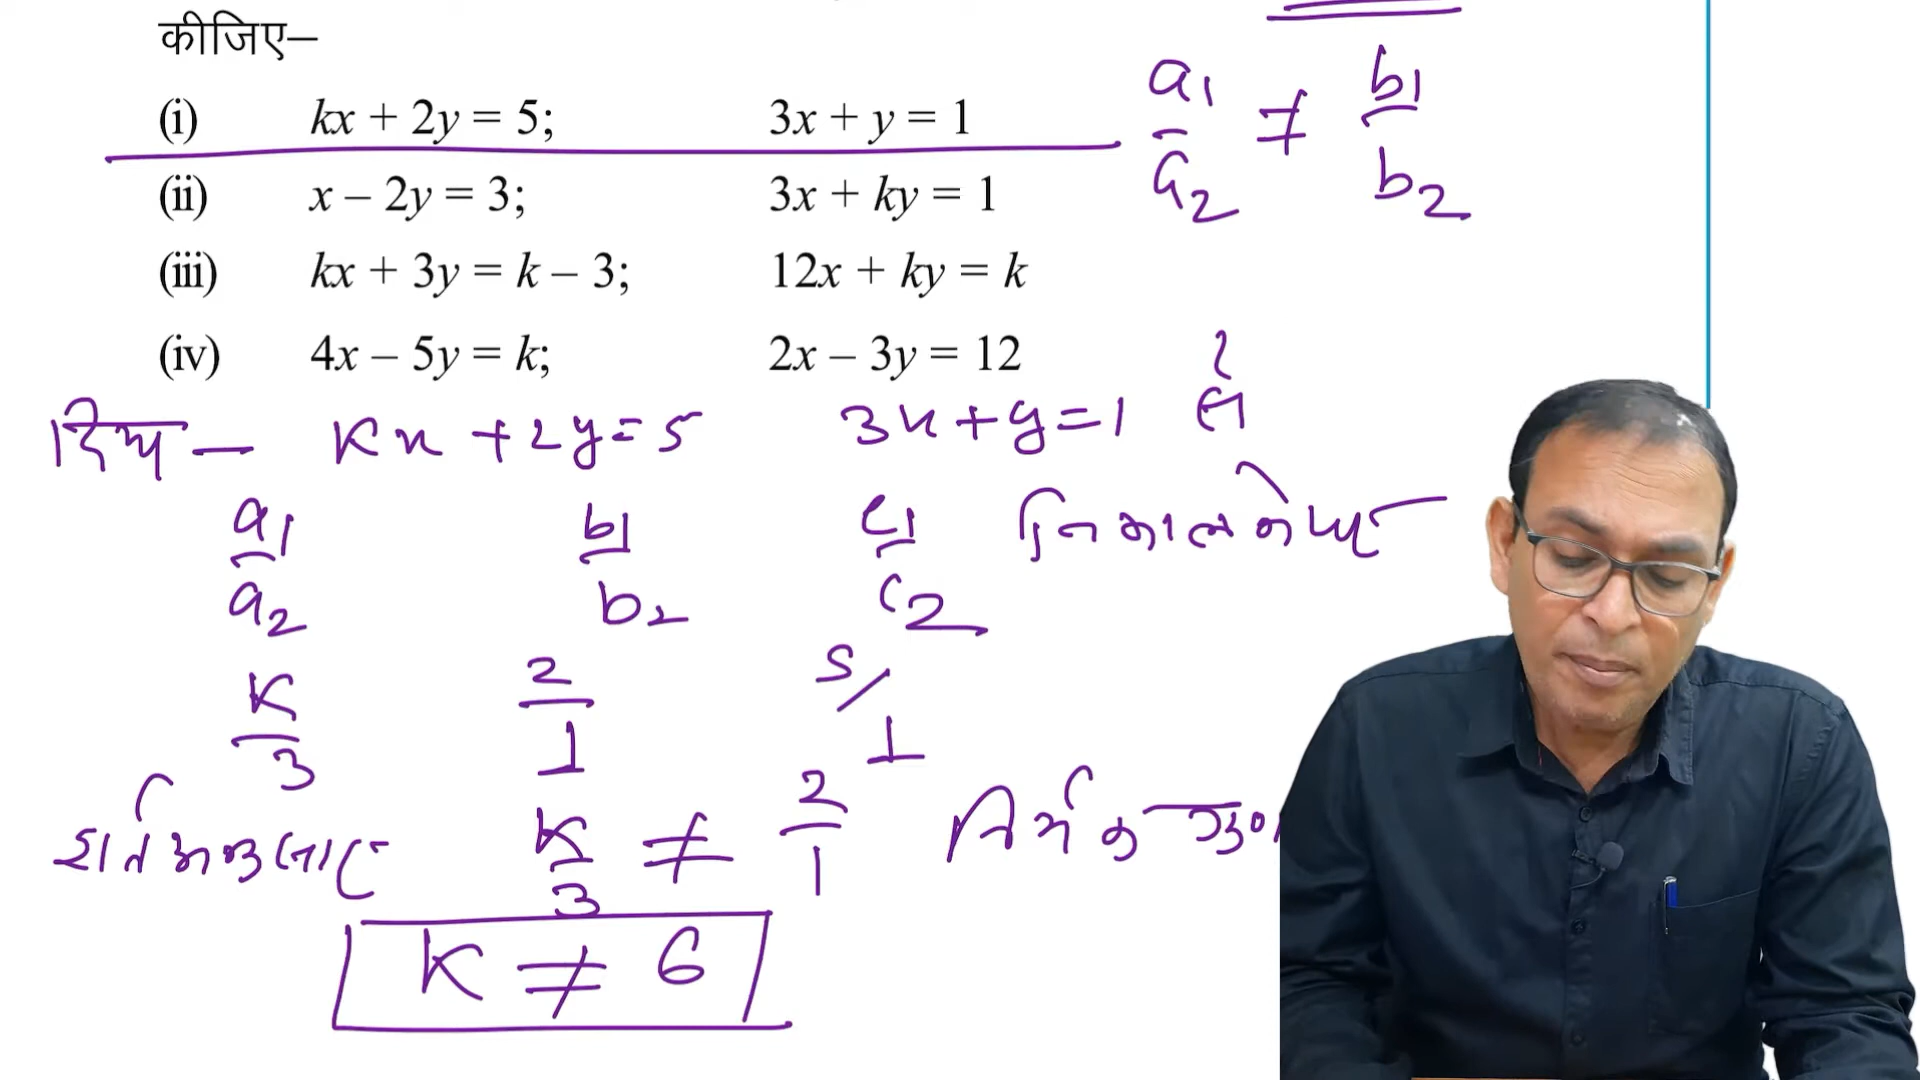 कीजिए–
(i) kx + 2y = 5; 3x + y = 1
(ii) x – 2y = 3; 3x + ky = 1
(iii) kx + 3y = k – 3; 12x + ky = k
(iv) 4x – 5y = k; 2x – 3y = 12
a1/a2 ≠ b1/b2
Kx + 2y = 5 3x + y = 1 से
a1/a2 b1/b2 c1/c2 निकालने पर
K/3 2/1 5/1
K/3 ≠ 2/1
K ≠ 6